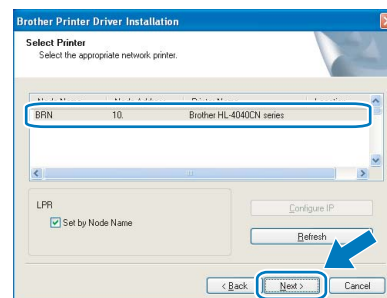 Brother Printer Driver Installation
Select Printer
Select the appropriate network printer.
BRN 10. Brother HL-4040CN series
LPR
Set by Node Name
Configure IP
Refresh
< Back Next > Cancel